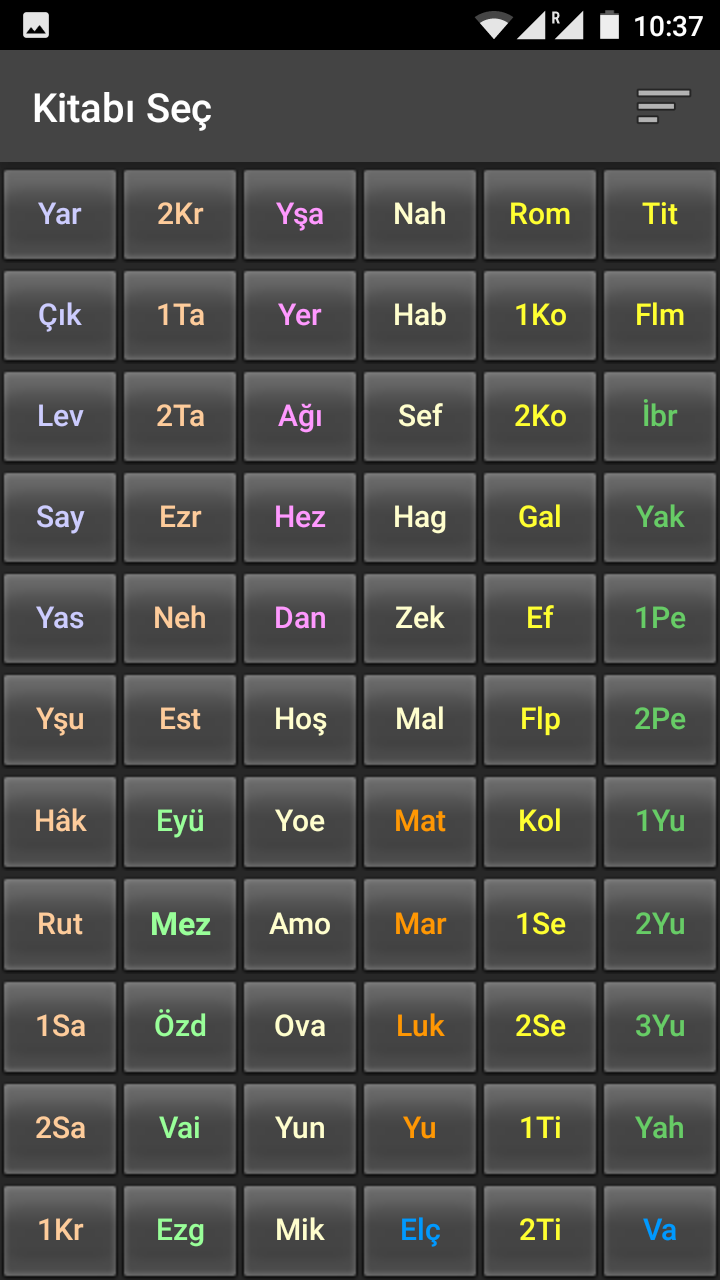 R 10:37
Kitabı Seç
Yar 2Kr Yşa Nah Rom Tit
Çık 1Ta Yer Hab 1Ko Flm
Lev 2Ta Ağı Sef 2Ko İbr
Say Ezr Hez Hag Gal Yak
Yas Neh Dan Zek Ef 1Pe
Yşu Est Hoş Mal Flp 2Pe
Hâk Eyü Yoe Mat Kol 1Yu
Rut Mez Amo Mar 1Se 2Yu
1Sa Özd Ova Luk 2Se 3Yu
2Sa Vai Yun Yu 1Ti Yah
1Kr Ezg Mik Elç 2Ti Va